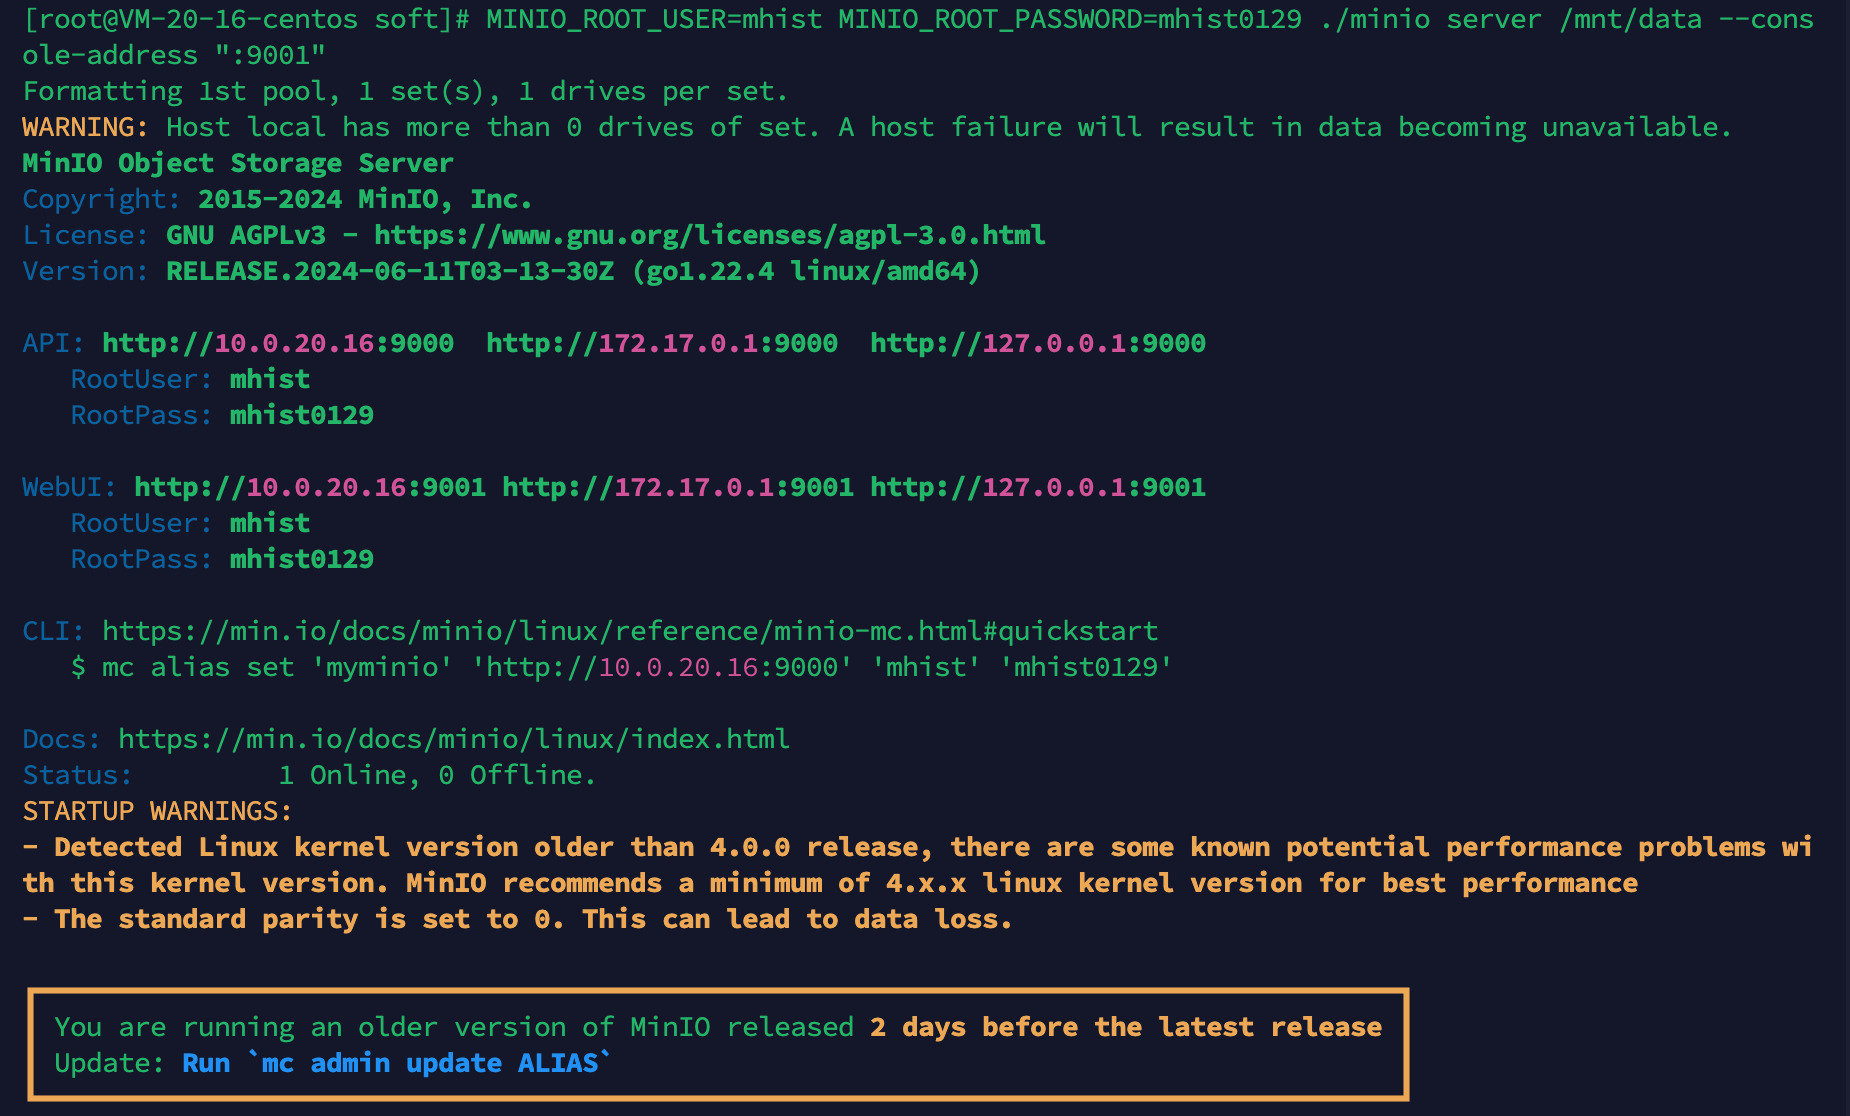 [root@VM-20-16-centos soft]# MINIO_ROOT_USER=mhist MINIO_ROOT_PASSWORD=mhist0129 ./minio server /mnt/data --cons
ole-address ":9001"
Formatting 1st pool, 1 set(s), 1 drives per set.
WARNING: Host local has more than 0 drives of set. A host failure will result in data becoming unavailable.
MinIO Object Storage Server
Copyright: 2015-2024 MinIO, Inc.
License: GNU AGPLv3 - https://www.gnu.org/licenses/agpl-3.0.html
Version: RELEASE.2024-06-11T03-13-30Z (go1.22.4 linux/amd64)

API: http://10.0.20.16:9000  http://172.17.0.1:9000  http://127.0.0.1:9000
   RootUser: mhist
   RootPass: mhist0129

WebUI: http://10.0.20.16:9001 http://172.17.0.1:9001 http://127.0.0.1:9001
   RootUser: mhist
   RootPass: mhist0129

CLI: https://min.io/docs/minio/linux/reference/minio-mc.html#quickstart
   $ mc alias set 'myminio' 'http://10.0.20.16:9000' 'mhist' 'mhist0129'

Docs: https://min.io/docs/minio/linux/index.html
Status:         1 Online, 0 Offline.
STARTUP WARNINGS:
- Detected Linux kernel version older than 4.0.0 release, there are some known potential performance problems wi
th this kernel version. MinIO recommends a minimum of 4.x.x linux kernel version for best performance
- The standard parity is set to 0. This can lead to data loss.

You are running an older version of MinIO released 2 days before the latest release
Update: Run `mc admin update ALIAS`